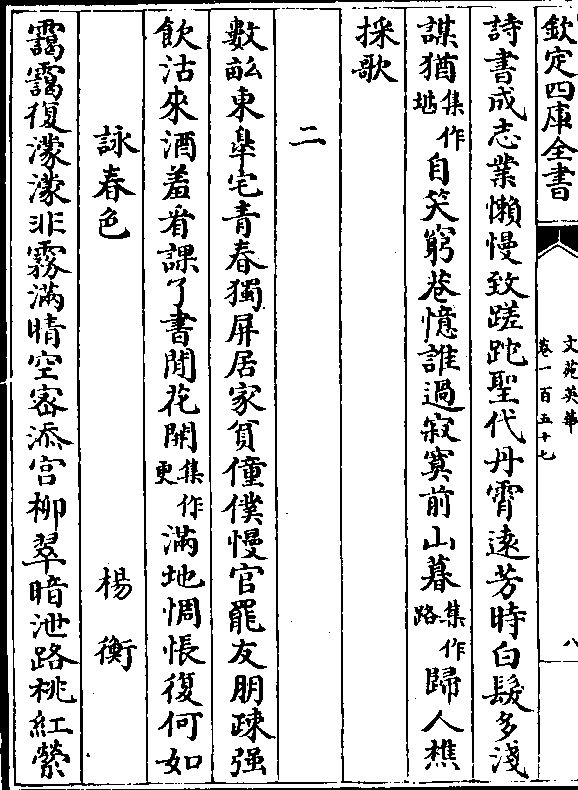 欽定四庫全書
文苑英華
卷一百五十七
八
詩書成志業懶慢致蹉跎聖代丹霄遠芳時白髮多淺
謀猶集作尪自笑窮巷憶誰過寂寞前山暮集作路歸人樵
採歌
二
數畝東臯宅青春獨屏居家貧僮僕慢官罷友朋踈强
飲沽來酒羞看課了書閒花開集作更滿地惆悵復何如
詠春色 楊衡
靄靄復濛濛非霧滿晴空密添宫柳翠暗泄路桃紅縈